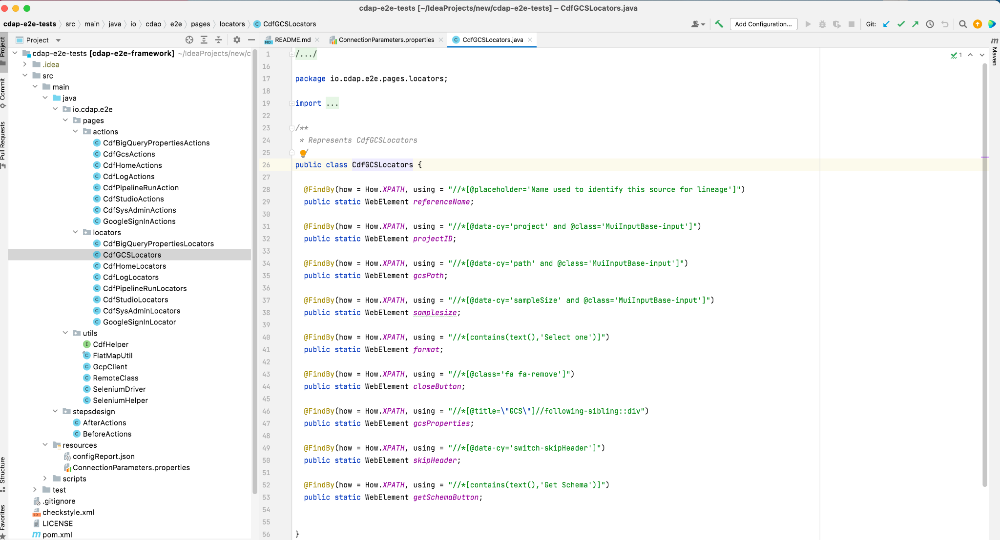 cdap-e2e-tests [~/IdeaProjects/new/cdap-e2e-tests] – CdfGCSLocators.java
cdap-e2e-tests src main java io cdap e2e pages locators CdfGCSLocators
Add Configuration...
Git:
Project
README.md
ConnectionParameters.properties
CdfGCSLocators.java
Project
Commit
Pull Requests
Structure
Favorites
Maven
cdap-e2e-tests [cdap-e2e-framework] ~/IdeaProjects/new/c
.idea
src
main
java
io.cdap.e2e
pages
actions
CdfBigQueryPropertiesActions
CdfGcsActions
CdfHomeActions
CdfLogActions
CdfPipelineRunAction
CdfStudioActions
CdfSysAdminActions
GoogleSignInActions
locators
CdfBigQueryPropertiesLocators
CdfGCSLocators
CdfHomeLocators
CdfLogLocators
CdfPipelineRunLocators
CdfStudioLocators
CdfSysAdminLocators
GoogleSignInLocator
utils
CdfHelper
FlatMapUtil
GcpClient
RemoteClass
SeleniumDriver
SeleniumHelper
stepsdesign
AfterActions
BeforeActions
resources
configReport.json
ConnectionParameters.properties
scripts
test
.gitignore
checkstyle.xml
LICENSE
pom.xml
1 /.../
1
16
17 package io.cdap.e2e.pages.locators;
18
19 import ...
22
23 /**
24 * Represents CdfGCSLocators
25 /
26 public class CdfGCSLocators {
27
28 @FindBy(how = How.XPATH, using = "//*[@placeholder='Name used to identify this source for lineage']")
29 public static WebElement referenceName;
30
31 @FindBy(how = How.XPATH, using = "//*[@data-cy='project' and @class='MuiInputBase-input']")
32 public static WebElement projectID;
33
34 @FindBy(how = How.XPATH, using = "//*[@data-cy='path' and @class='MuiInputBase-input']")
35 public static WebElement gcsPath;
36
37 @FindBy(how = How.XPATH, using = "//*[@data-cy='sampleSize' and @class='MuiInputBase-input']")
38 public static WebElement samplesize;
39
40 @FindBy(how = How.XPATH, using = "//*[contains(text(),'Select one')]")
41 public static WebElement format;
42
43 @FindBy(how = How.XPATH, using = "//*[@class='fa fa-remove']")
44 public static WebElement closeButton;
45
46 @FindBy(how = How.XPATH, using = "//*[@title=\"GCS\"]//following-sibling::div")
47 public static WebElement gcsProperties;
48
49 @FindBy(how = How.XPATH, using = "//*[@data-cy='switch-skipHeader']")
50 public static WebElement skipHeader;
51
52 @FindBy(how = How.XPATH, using = "//*[contains(text(),'Get Schema')]")
53 public static WebElement getSchemaButton;
54
55
56 }